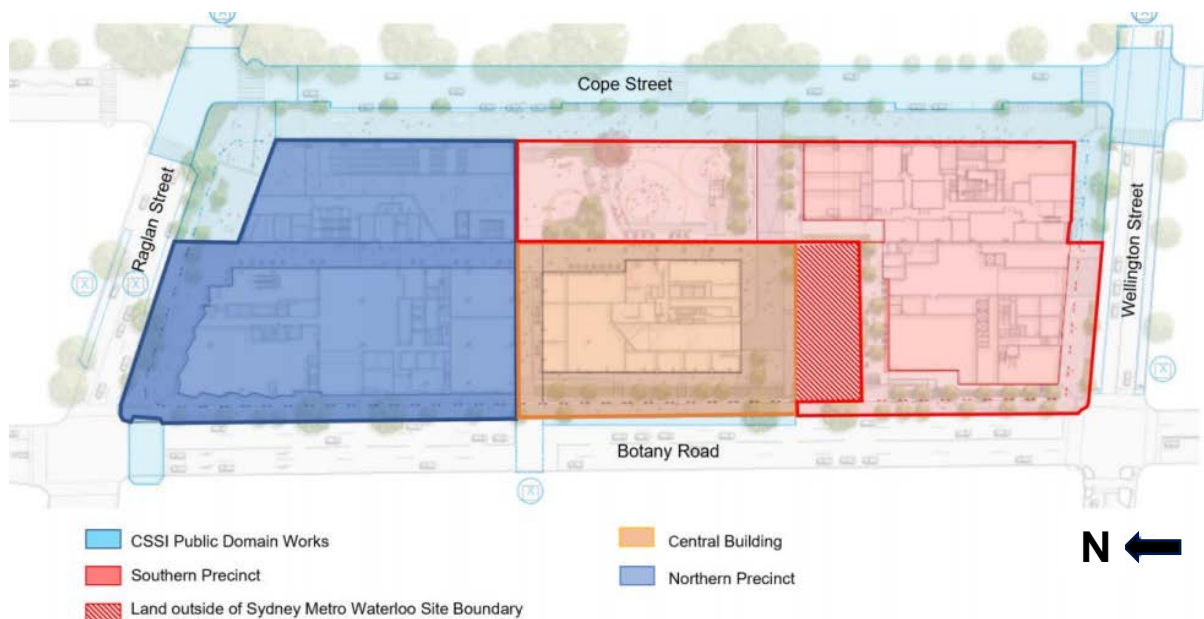 Cope Street
Raglan Street
Wellington Street
Botany Road
CSSI Public Domain Works
Southern Precinct
Land outside of Sydney Metro Waterloo Site Boundary
Central Building
Northern Precinct
N